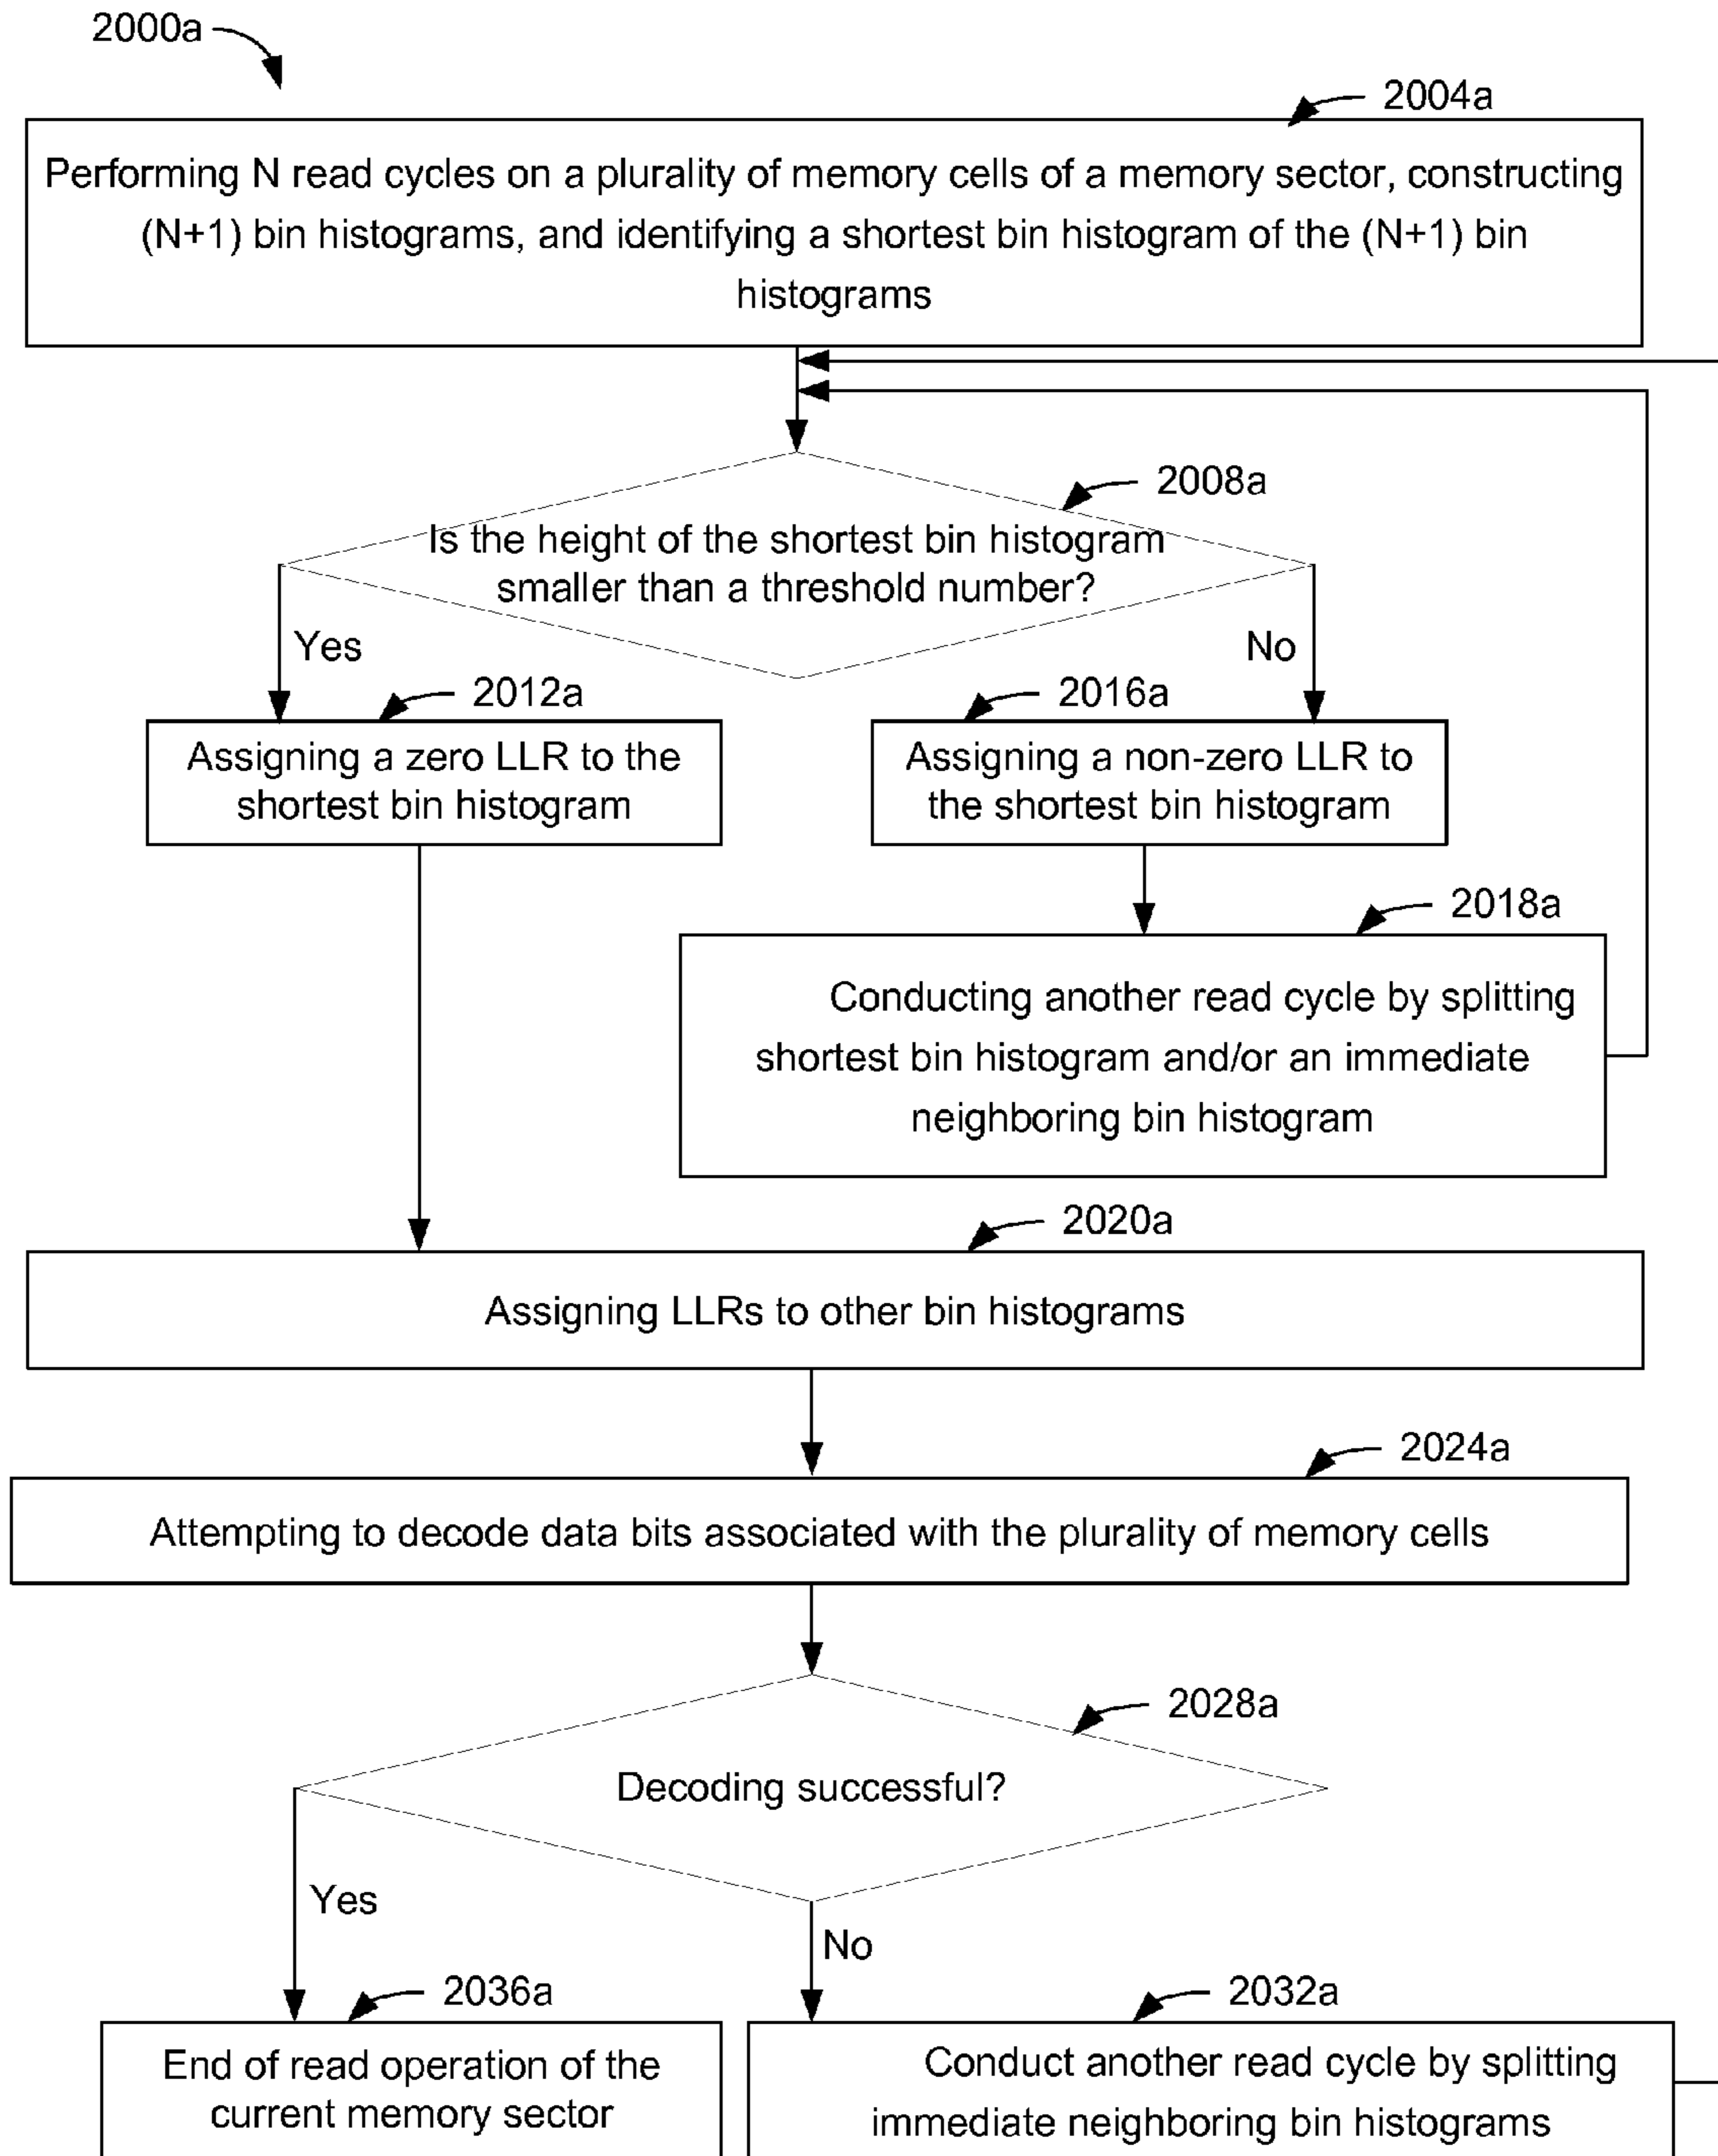 2000a
2004a
Performing N read cycles on a plurality of memory cells of a memory sector, constructing
(N+1) bin histograms, and identifying a shortest bin histogram of the (N+1) bin
histograms
2008a
Is the height of the shortest bin histogram
smaller than a threshold number?
Yes
No
2012a
2016a
Assigning a zero LLR to the
shortest bin histogram
Assigning a non-zero LLR to
the shortest bin histogram
2018a
Conducting another read cycle by splitting
shortest bin histogram and/or an immediate
neighboring bin histogram
2020a
Assigning LLRs to other bin histograms
2024a
Attempting to decode data bits associated with the plurality of memory cells
2028a
Decoding successful?
Yes
No
2036a
2032a
End of read operation of the
current memory sector
Conduct another read cycle by splitting
immediate neighboring bin histograms